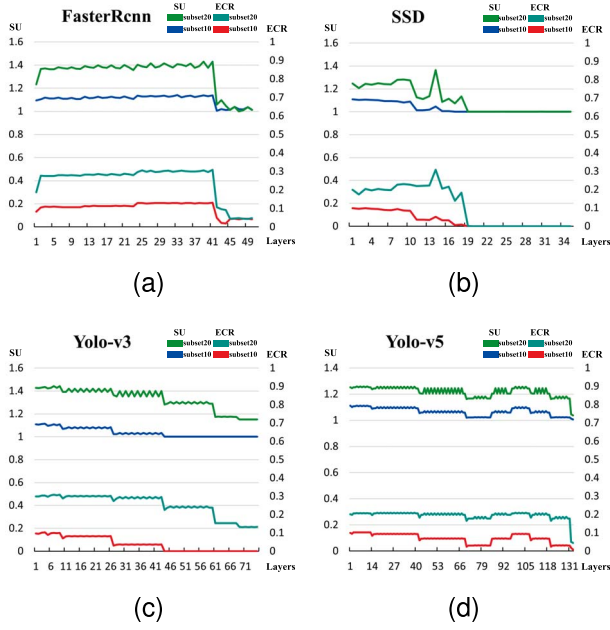 FasterRcnn
SU ECR
subset20 subset20
subset10 subset10
SU
ECR
1.6
1.4
1.2
1
0.8
0.6
0.4
0.2
0
1
0.9
0.8
0.7
0.6
0.5
0.4
0.3
0.2
0.1
0
1 5 9 13 17 21 25 29 33 37 41 45 49
Layers
(a)
SSD
SU ECR
subset20 subset20
subset10 subset10
SU
ECR
1.6
1.4
1.2
1
0.8
0.6
0.4
0.2
0
1
0.9
0.8
0.7
0.6
0.5
0.4
0.3
0.2
0.1
0
1 4 7 10 13 16 19 22 25 28 31 34
Layers
(b)
Yolo-v3
SU ECR
subset20 subset20
subset10 subset10
SU
ECR
1.6
1.4
1.2
1
0.8
0.6
0.4
0.2
0
1
0.9
0.8
0.7
0.6
0.5
0.4
0.3
0.2
0.1
0
1 6 11 16 21 26 31 36 41 46 51 56 61 66 71
Layers
(c)
Yolo-v5
SU ECR
subset20 subset20
subset10 subset10
SU
ECR
1.4
1.2
1
0.8
0.6
0.4
0.2
0
1
0.9
0.8
0.7
0.6
0.5
0.4
0.3
0.2
0.1
0
1 14 27 40 53 66 79 92 105 118 131
Layers
(d)